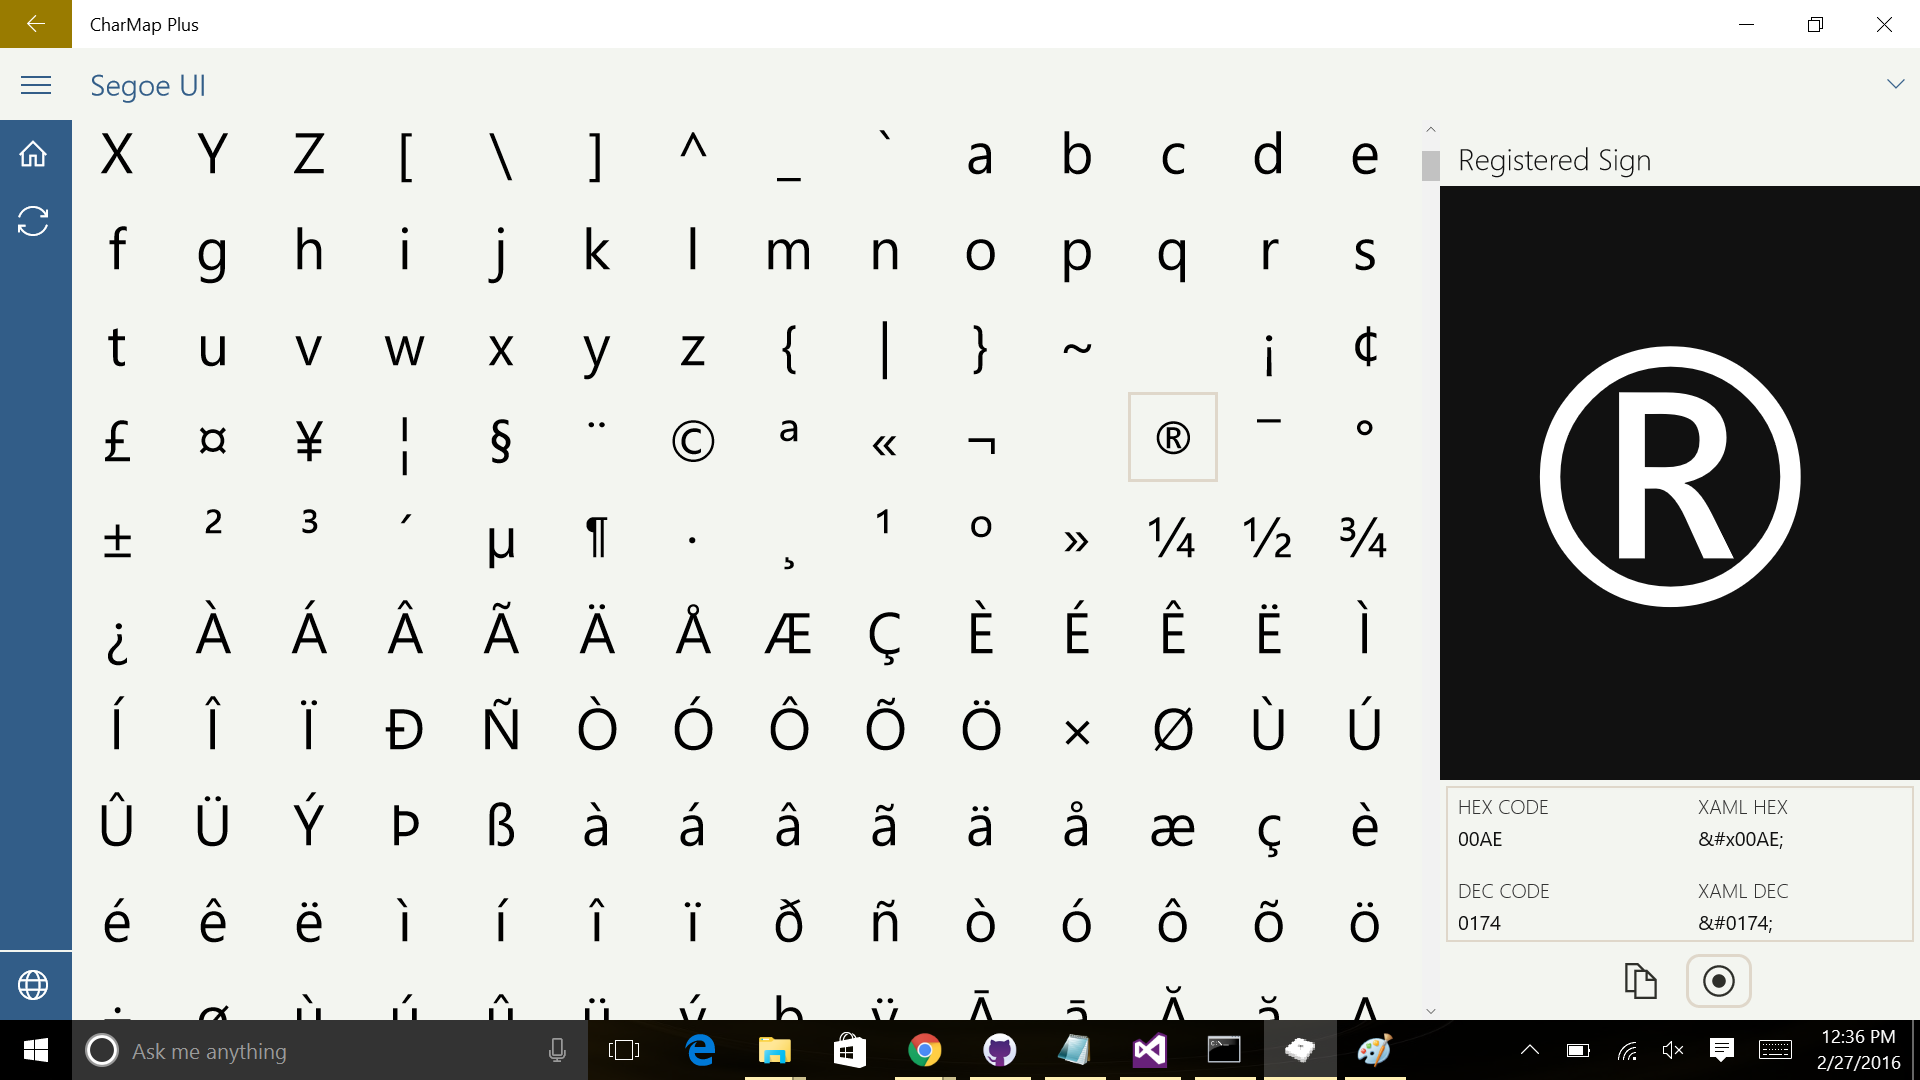 CharMap Plus
Segoe UI
X Y Z [ \ ] ^ _ ` a b c d e
f g h i j k l m n o p q r s
t u v w x y z { | } ~ ¡ ¢
£ ¤ ¥ ¦ § ¨ © ª « ¬ ® ¯ °
± ² ³ ´ µ ¶ · ¸ ¹ º » ¼ ½ ¾
¿ À Á Â Ã Ä Å Æ Ç È É Ê Ë Ì
Í Î Ï Ð Ñ Ò Ó Ô Õ Ö × Ø Ù Ú
Û Ü Ý Þ ß à á â ã ä å æ ç è
é ê ë ì í î ï ð ñ ò ó ô õ ö
÷ ø ù ú û ü ý þ ÿ Ā ā Ă ă
Registered Sign
®
HEX CODE XAML HEX
00AE &#x00AE;
DEC CODE XAML DEC
0174 &#0174;
Ask me anything
12:36 PM
2/27/2016